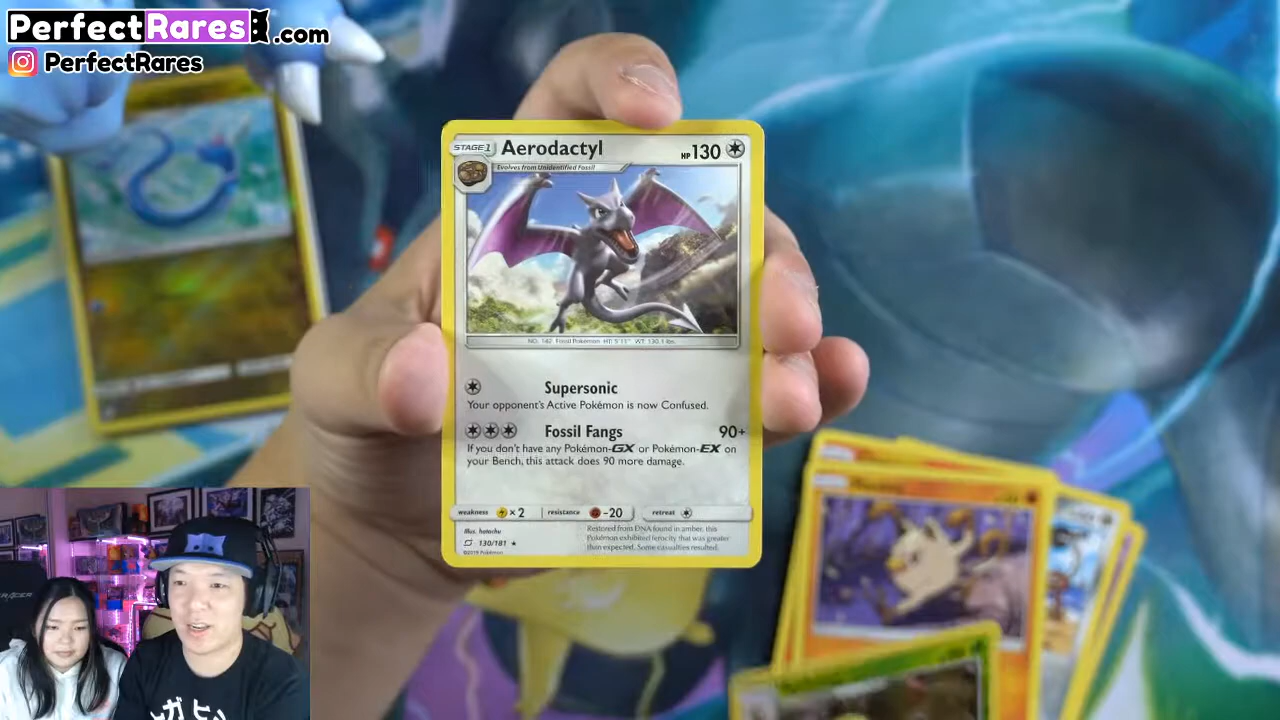 PerfectRares.com
PerfectRares
STAGE 1 Aerodactyl HP 130
Evolves from Unidentified Fossil
NO. 142 Fossil Pokémon HT: 5'11" WT: 130.1 lbs.
Supersonic
Your opponent's Active Pokémon is now Confused.
Fossil Fangs 90+
If you don't have any Pokémon-GX or Pokémon-EX on
your Bench, this attack does 90 more damage.
weakness ×2 resistance -20 retreat
Restored from DNA found in amber, this
Pokémon exhibited ferocity that was greater
than expected. Some casualties resulted.
Illus. hatachu
130/181 ★
©2019 Pokémon